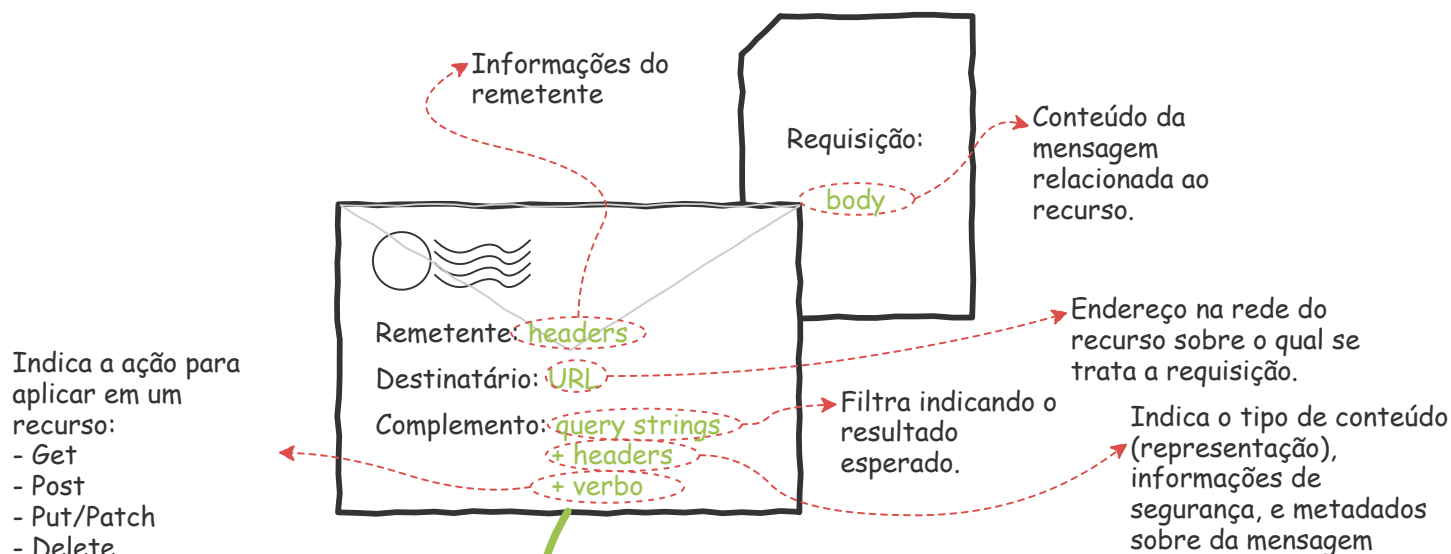 Informações do
remetente
Requisição:
body
Conteúdo da
mensagem
relacionada ao
recurso.
Remetente: headers
Destinatário: URL
Complemento: query strings
+ headers
+ verbo
Endereço na rede do
recurso sobre o qual se
trata a requisição.
Filtra indicando o
resultado
esperado.
Indica o tipo de conteúdo
(representação),
informações de
segurança, e metadados
sobre da mensagem
Indica a ação para
aplicar em um
recurso:
- Get
- Post
- Put/Patch
- Delete